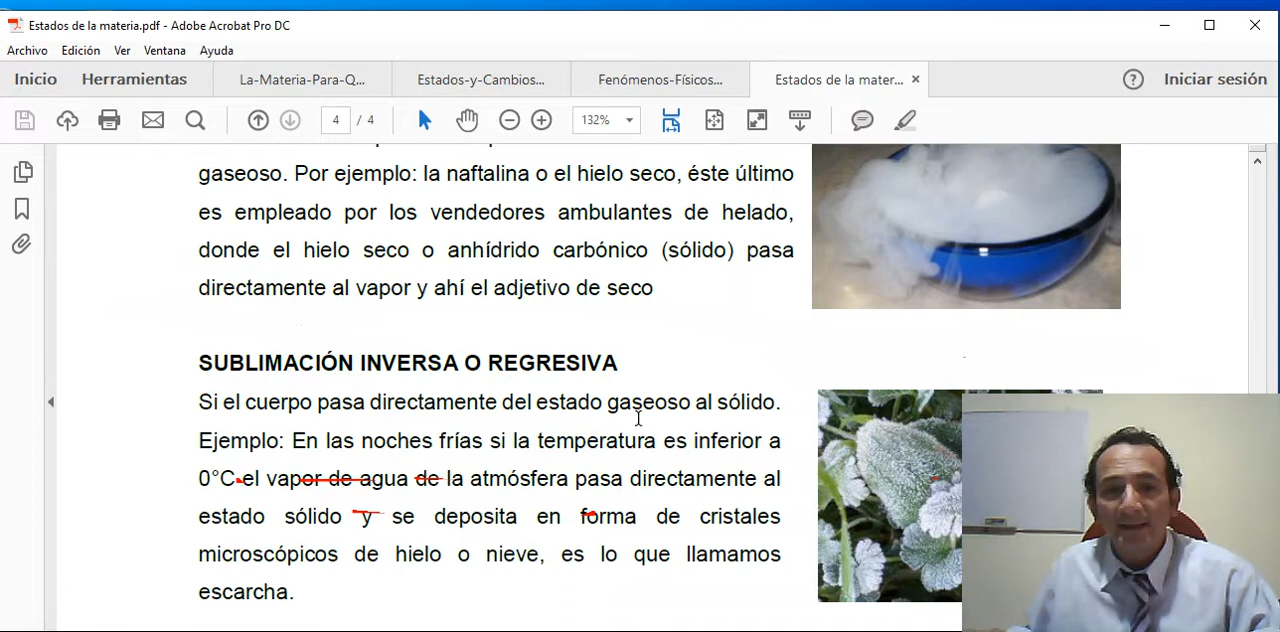 Estados de la materia.pdf - Adobe Acrobat Pro DC
Archivo Edición Ver Ventana Ayuda
Inicio Herramientas La-Materia-Para-Q... Estados-y-Cambios... Fenómenos-Físicos... Estados de la mater... Iniciar sesión
4 / 4 132%
gaseoso. Por ejemplo: la naftalina o el hielo seco, éste último
es empleado por los vendedores ambulantes de helado,
donde el hielo seco o anhídrido carbónico (sólido) pasa
directamente al vapor y ahí el adjetivo de seco
SUBLIMACIÓN INVERSA O REGRESIVA
Si el cuerpo pasa directamente del estado gaseoso al sólido.
Ejemplo: En las noches frías si la temperatura es inferior a
0°C el vapor de agua de la atmósfera pasa directamente al
estado sólido y se deposita en forma de cristales
microscópicos de hielo o nieve, es lo que llamamos
escarcha.